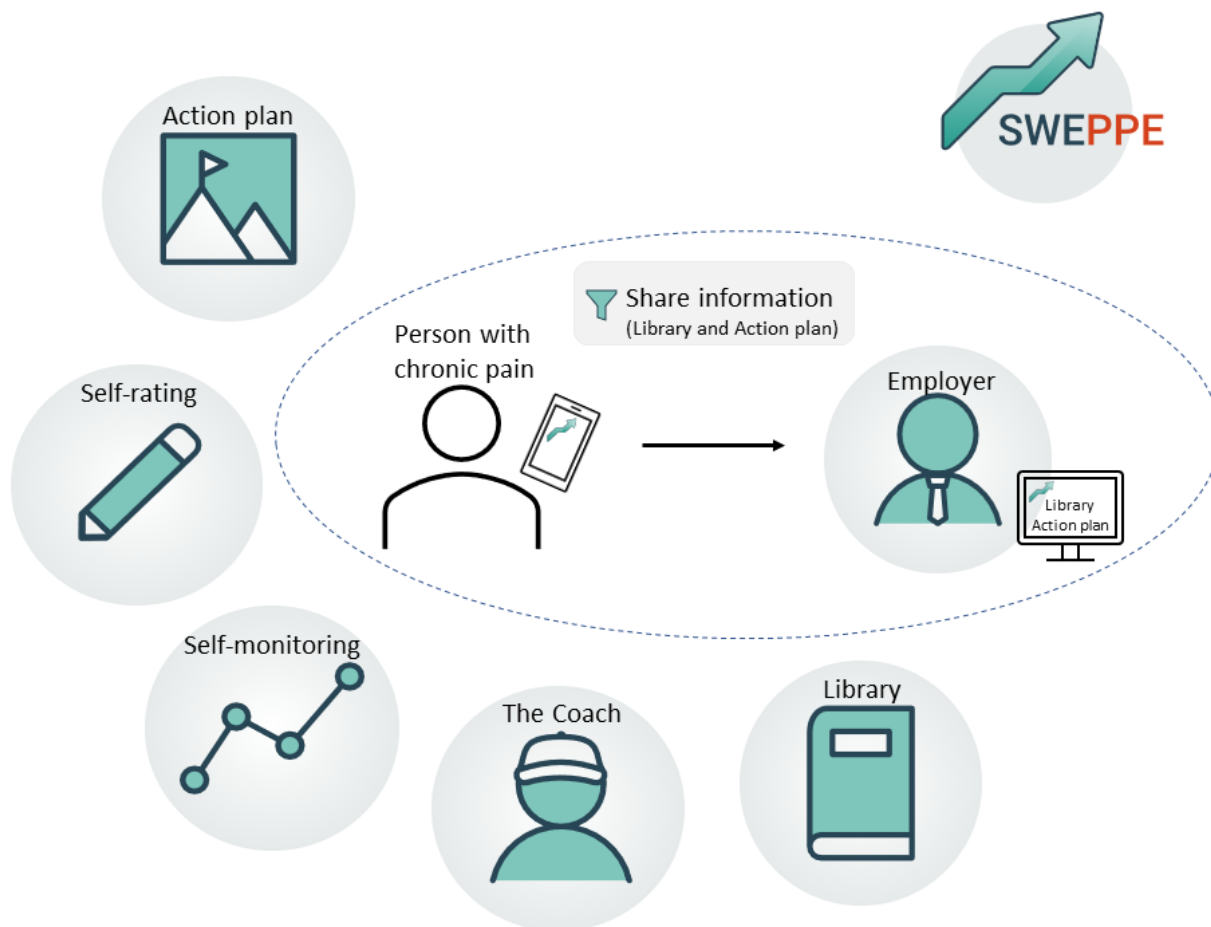 SWEPPE
Action plan
Share information
(Library and Action plan)
Person with
chronic pain
Employer
Self-rating
Library
Action plan
Self-monitoring
The Coach
Library